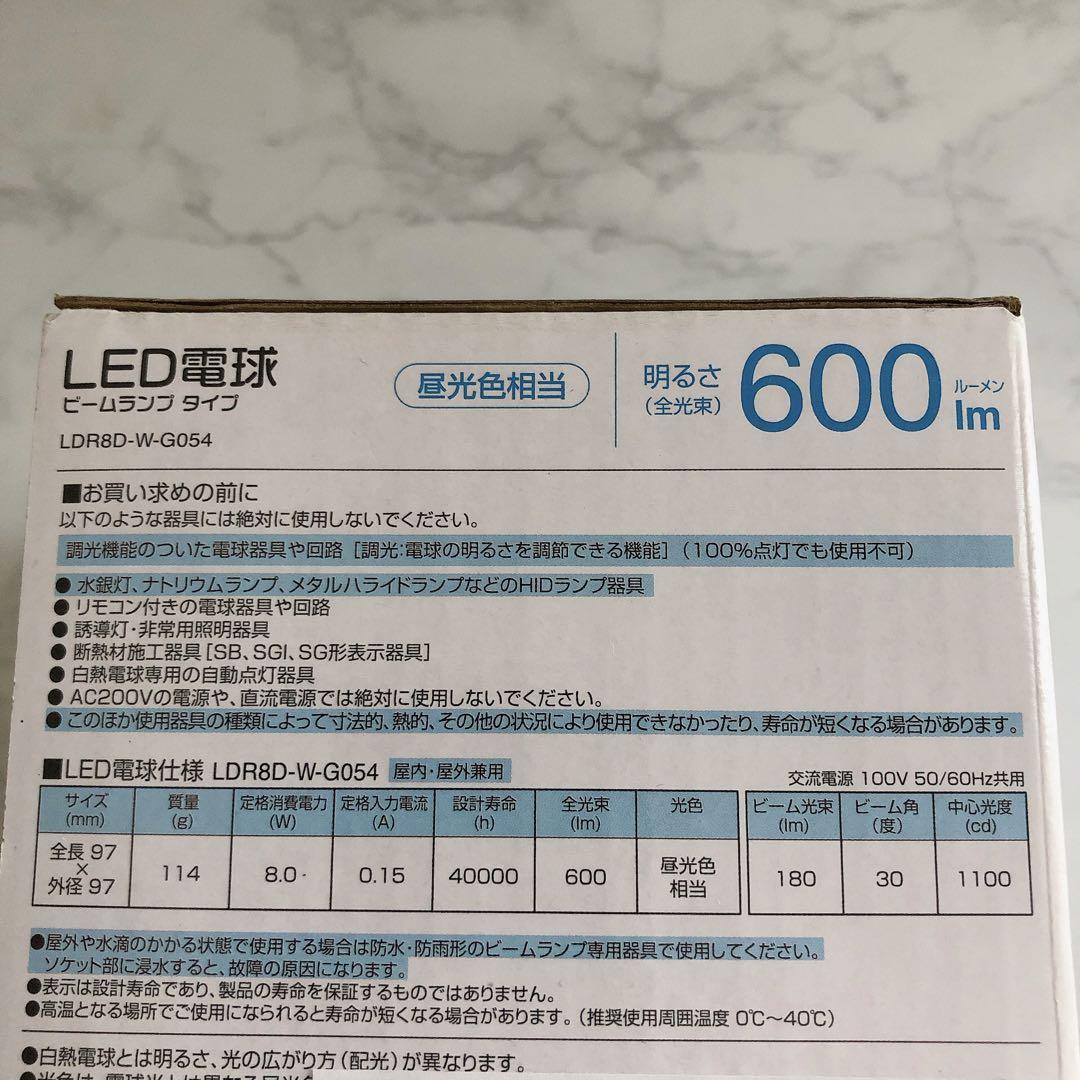 LED電球
ビームランプ タイプ
LDR8D-W-G054
昼光色相当
明るさ
(全光束)
600
ルーメン
lm
■お買い求めの前に
以下のような器具には絶対に使用しないでください。
調光機能のついた電球器具や回路[調光:電球の明るさを調節できる機能](100%点灯でも使用不可)
●水銀灯、ナトリウムランプ、メタルハライドランプなどのHIDランプ器具
●リモコン付きの電球器具や回路
●誘導灯・非常用照明器具
●断熱材施工器具[SB、SGI、SG形表示器具]
●白熱電球専用の自動点灯器具
●AC200Vの電源や、直流電源では絶対に使用しないでください。
●このほか使用器具の種類によって寸法的、熱的、その他の状況により使用できなかったり、寿命が短くなる場合があります。
■LED電球仕様 LDR8D-W-G054 屋内・屋外兼用
交流電源 100V 50/60Hz共用
サイズ 質量 定格消費電力 定格入力電流 設計寿命 全光束 光色 ビーム光束 ビーム角 中心光度
(mm) (g) (W) (A) (h) (lm) (lm) (度) (cd)
全長 97
×
外径 97
114 8.0 0.15 40000 600
昼光色
相当
180 30 1100
●屋外や水滴のかかる状態で使用する場合は防水・防雨形のビームランプ専用器具で使用してください。
ソケット部に浸水すると、故障の原因になります。
●表示は設計寿命であり、製品の寿命を保証するものではありません。
●高温となる場所でご使用になられると寿命が短くなる場合があります。(推奨使用周囲温度 0℃〜40℃)
●白熱電球とは明るさ、光の広がり方(配光)が異なります。